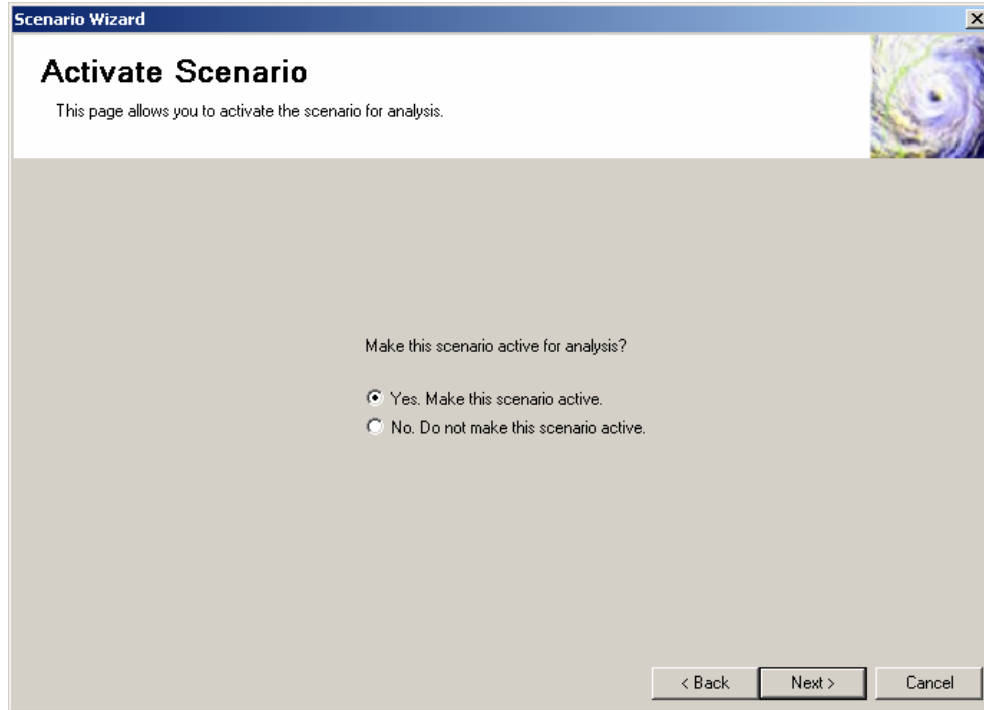 Scenario Wizard
Activate Scenario
This page allows you to activate the scenario for analysis.
Make this scenario active for analysis?
Yes. Make this scenario active.
No. Do not make this scenario active.
< Back Next > Cancel